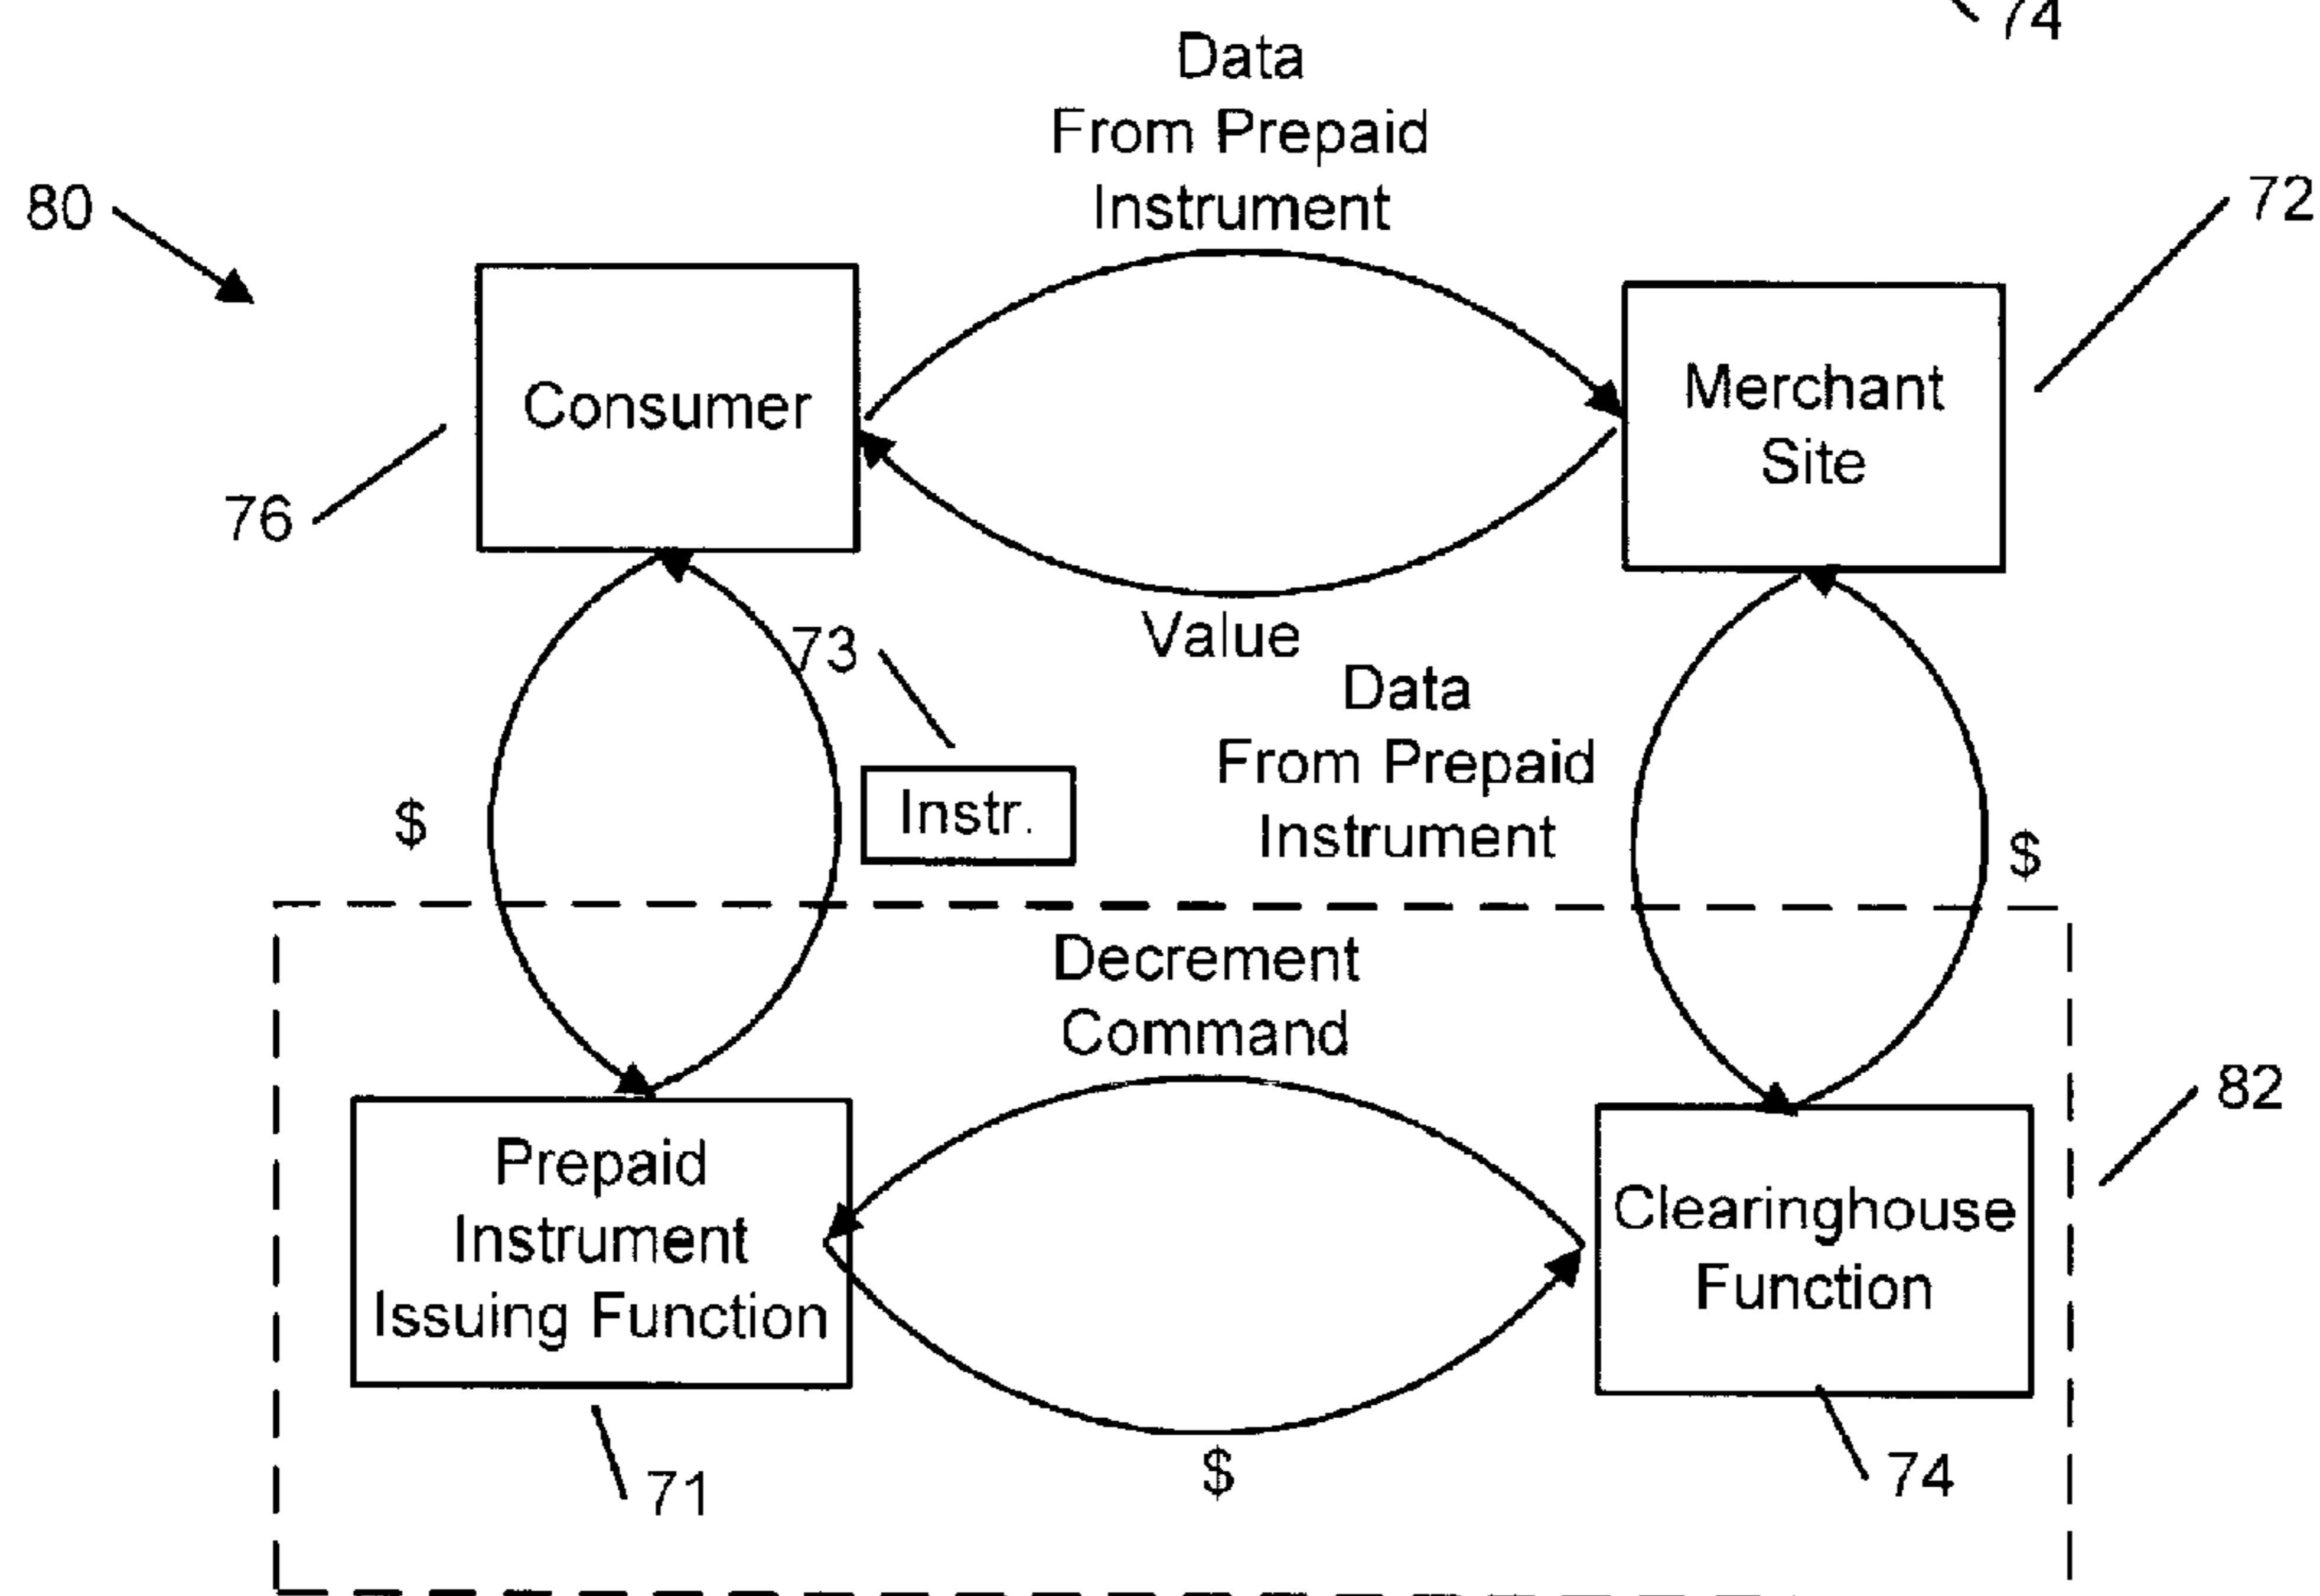 74
Data
From Prepaid
Instrument
80
72
Consumer
Merchant
Site
76
73
Value
Data
From Prepaid
Instrument
$
Instr.
$
Decrement
Command
82
Prepaid
Instrument
Issuing Function
Clearinghouse
Function
$
71
74